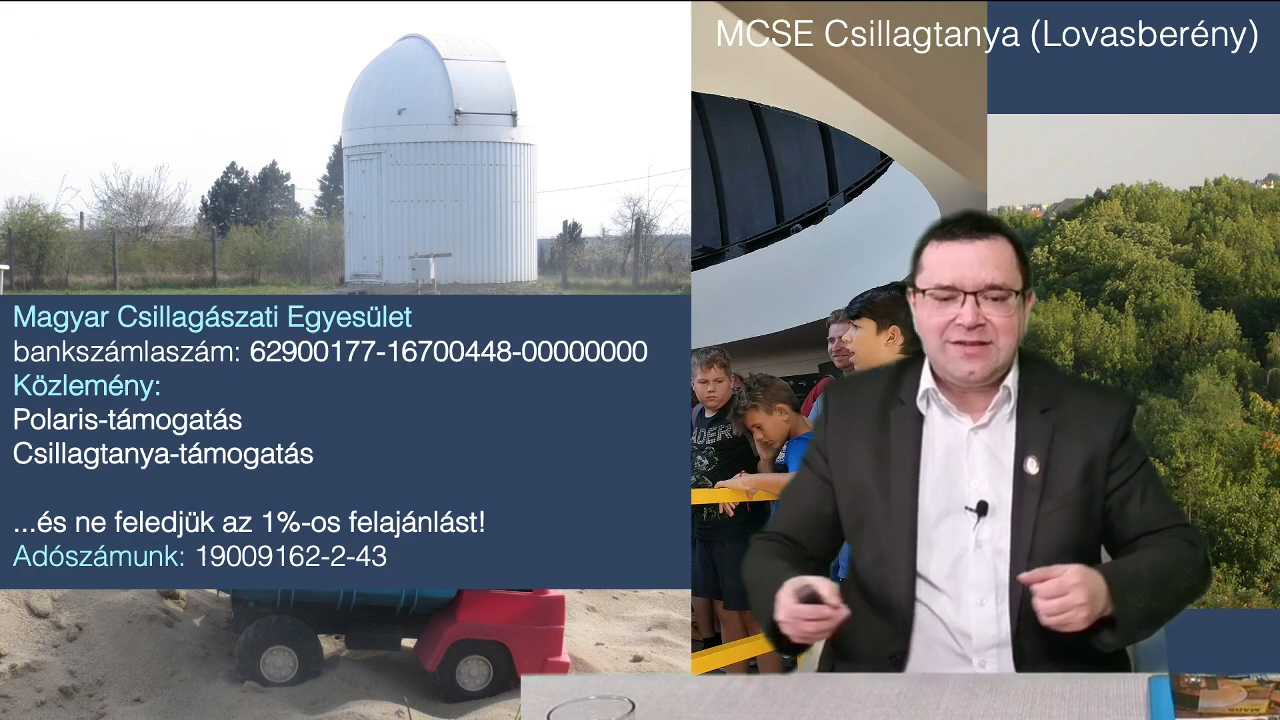 MCSE Csillagtanya (Lovasberény)
Magyar Csillagászati Egyesület
bankszámlaszám: 62900177-16700448-00000000
Közlemény:
Polaris-támogatás
Csillagtanya-támogatás
...és ne feledjük az 1%-os felajánlást!
Adószámunk: 19009162-2-43